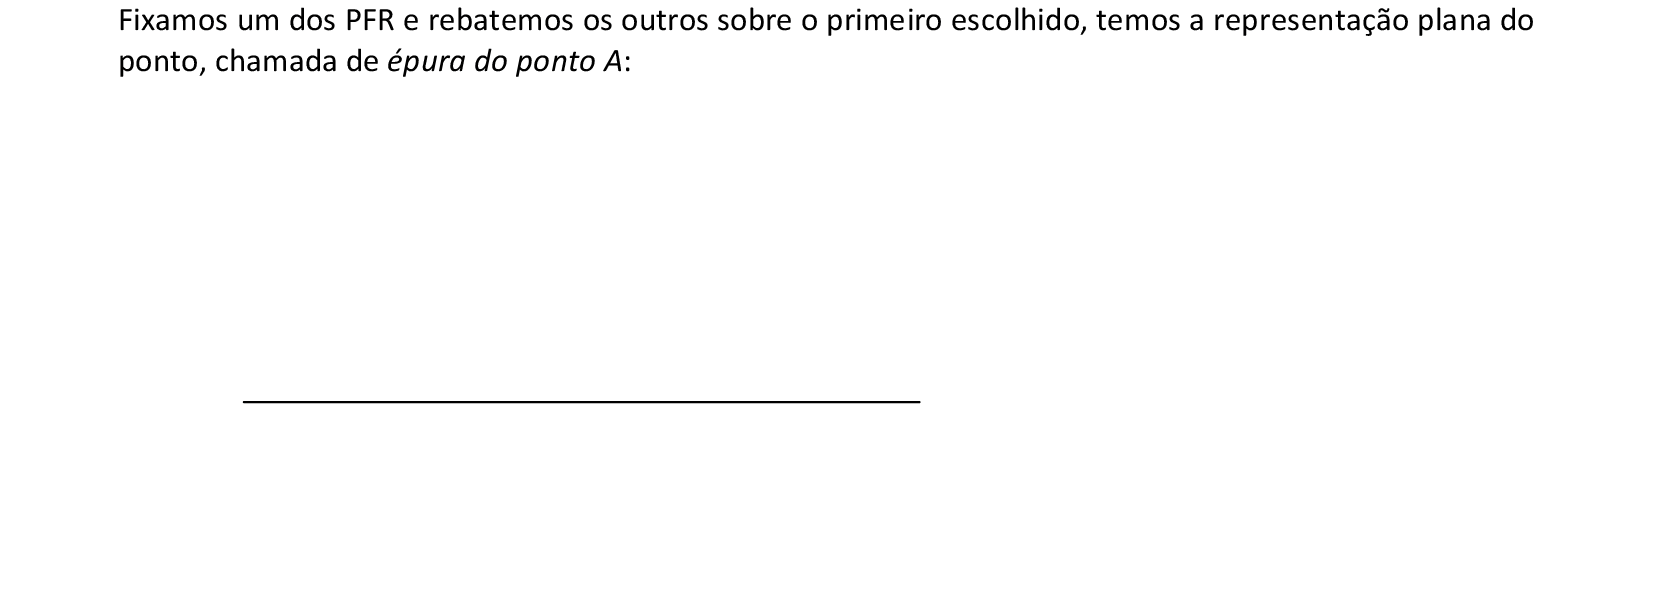 Fixamos um dos PFR e rebatemos os outros sobre o primeiro escolhido, temos a representação plana do
ponto, chamada de épura do ponto A: